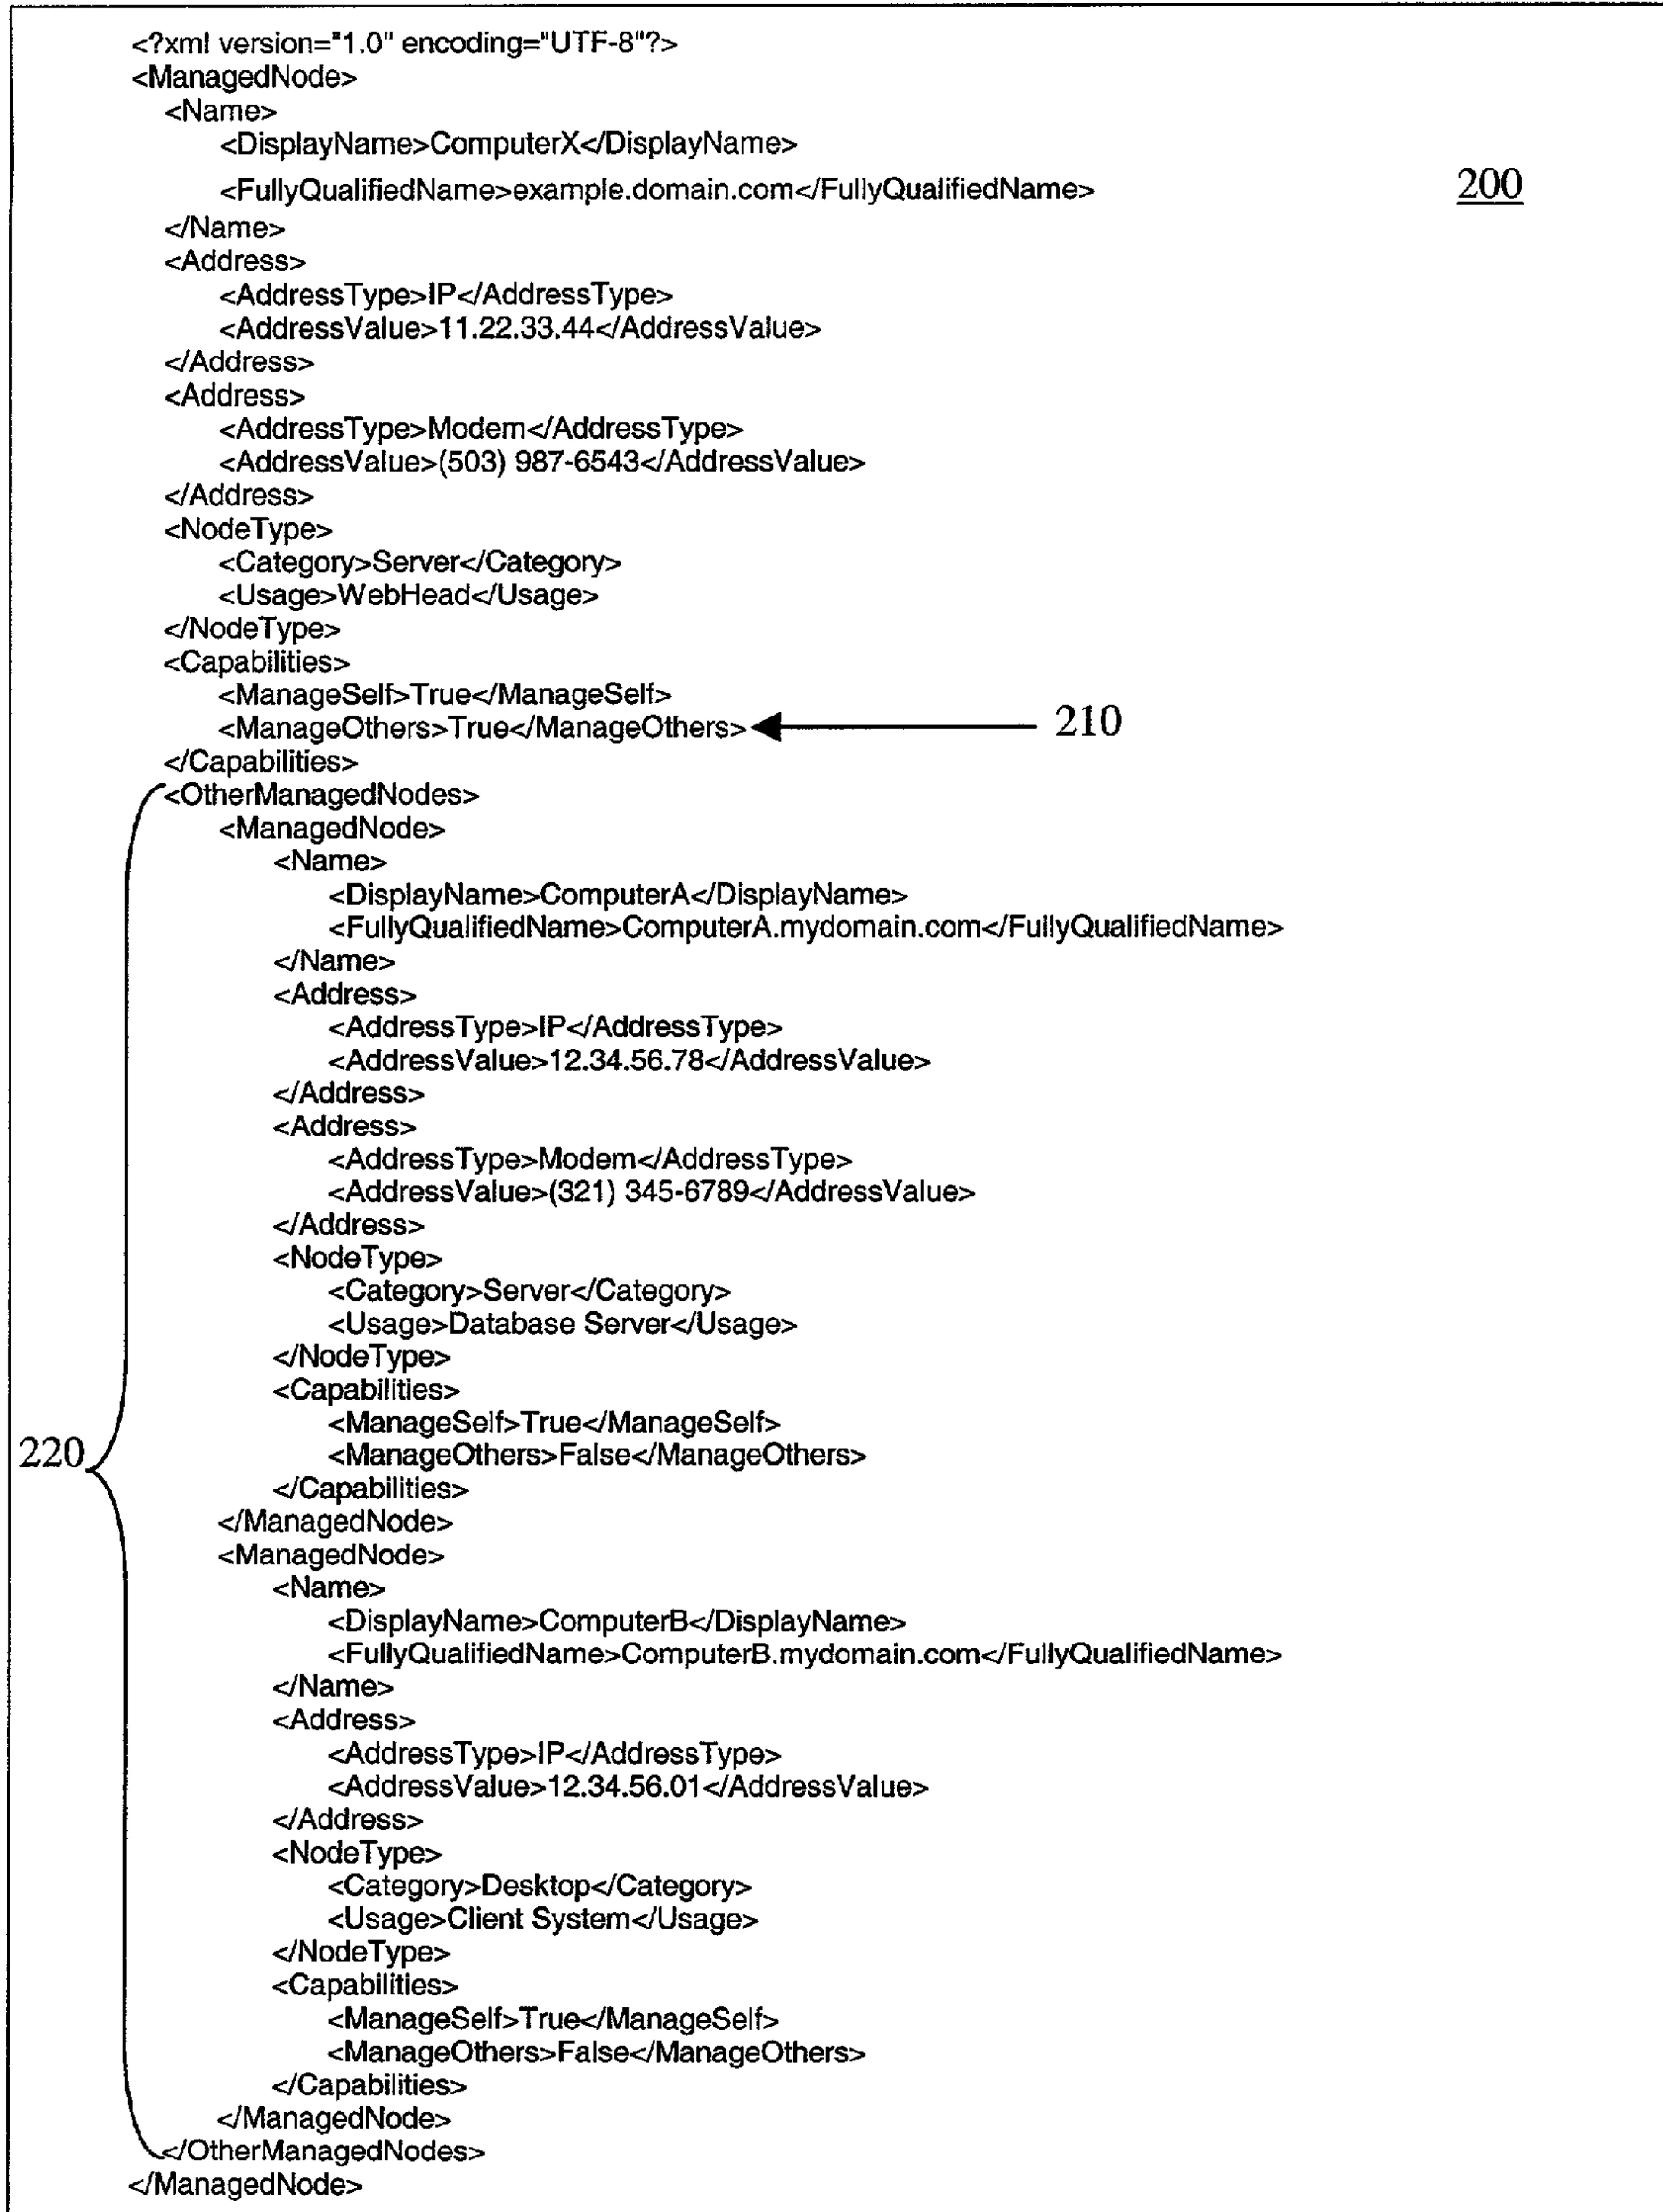 <?xml version="1.0" encoding="UTF-8"?>
<ManagedNode>
<Name>
<DisplayName>ComputerX</DisplayName>
<FullyQualifiedName>example.domain.com</FullyQualifiedName>
200
</Name>
<Address>
<AddressType>IP</AddressType>
<AddressValue>11.22.33.44</AddressValue>
</Address>
<Address>
<AddressType>Modem</AddressType>
<AddressValue>(503) 987-6543</AddressValue>
</Address>
<NodeType>
<Category>Server</Category>
<Usage>WebHead</Usage>
</NodeType>
<Capabilities>
<ManageSelf>True</ManageSelf>
<ManageOthers>True</ManageOthers>
210
</Capabilities>
<OtherManagedNodes>
<ManagedNode>
<Name>
<DisplayName>ComputerA</DisplayName>
<FullyQualifiedName>ComputerA.mydomain.com</FullyQualifiedName>
</Name>
<Address>
<AddressType>IP</AddressType>
<AddressValue>12.34.56.78</AddressValue>
</Address>
<Address>
<AddressType>Modem</AddressType>
<AddressValue>(321) 345-6789</AddressValue>
</Address>
<NodeType>
<Category>Server</Category>
<Usage>Database Server</Usage>
</NodeType>
<Capabilities>
<ManageSelf>True</ManageSelf>
<ManageOthers>False</ManageOthers>
220
</Capabilities>
</ManagedNode>
<ManagedNode>
<Name>
<DisplayName>ComputerB</DisplayName>
<FullyQualifiedName>ComputerB.mydomain.com</FullyQualifiedName>
</Name>
<Address>
<AddressType>IP</AddressType>
<AddressValue>12.34.56.01</AddressValue>
</Address>
<NodeType>
<Category>Desktop</Category>
<Usage>Client System</Usage>
</NodeType>
<Capabilities>
<ManageSelf>True</ManageSelf>
<ManageOthers>False</ManageOthers>
</Capabilities>
</ManagedNode>
</OtherManagedNodes>
</ManagedNode>